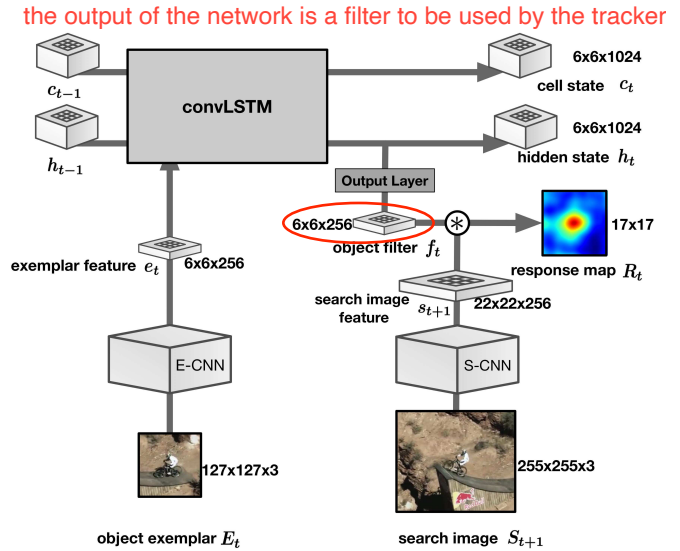 the output of the network is a filter to be used by the tracker
6x6x1024
cell state c_t
c_{t-1}
convLSTM
6x6x1024
hidden state h_t
h_{t-1}
Output Layer
6x6x256
17x17
object filter f_t
exemplar feature e_t 6x6x256
response map R_t
search image
feature
s_{t+1} 22x22x256
E-CNN
S-CNN
127x127x3
255x255x3
Red Bull
object exemplar E_t
search image S_{t+1}